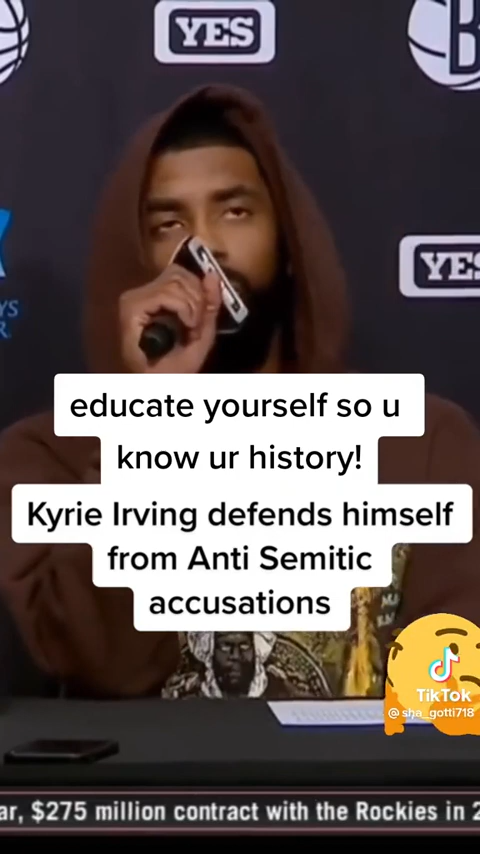 YES
B
YES
YS
R
educate yourself so u
know ur history!
Kyrie Irving defends himself
from Anti Semitic
accusations
TikTok
@sha_gotti718
ar, $275 million contract with the Rockies in 2